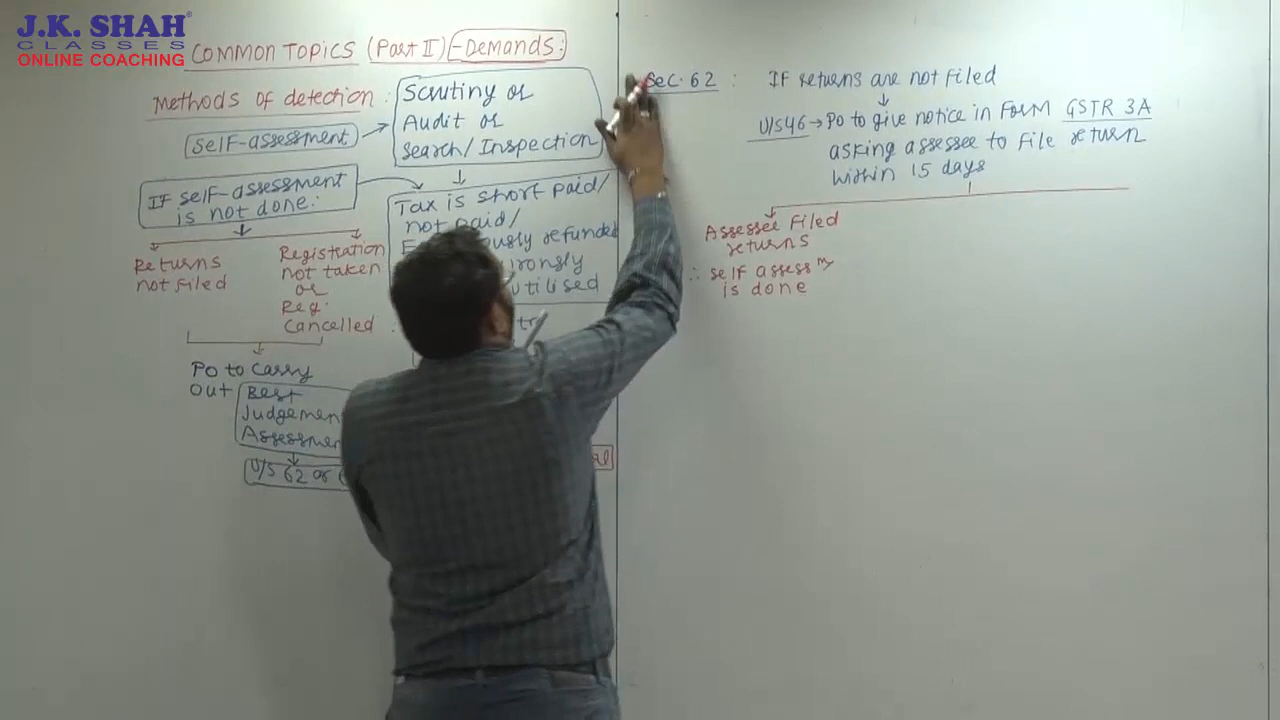 J.K. SHAH®
CLASSES
ONLINE COACHING
COMMON TOPICS (Part II) - Demands:
Methods of detection:
Self-assessment
Scrutiny or
Audit or
search/Inspection
If self-assessment
is not done:
Tax is short paid/
not paid/
refunded
utilised
Returns
not filed
Registration
not taken
or
Reg.
Cancelled
PO to carry
out Best
Judgement
Assessment
U/S 62 or
Sec. 62 : If returns are not filed
U/S 46 → PO to give notice in Form GSTR 3A
asking assessee to file return
within 15 days
Assessee filed
returns
∴ self assessmt
is done